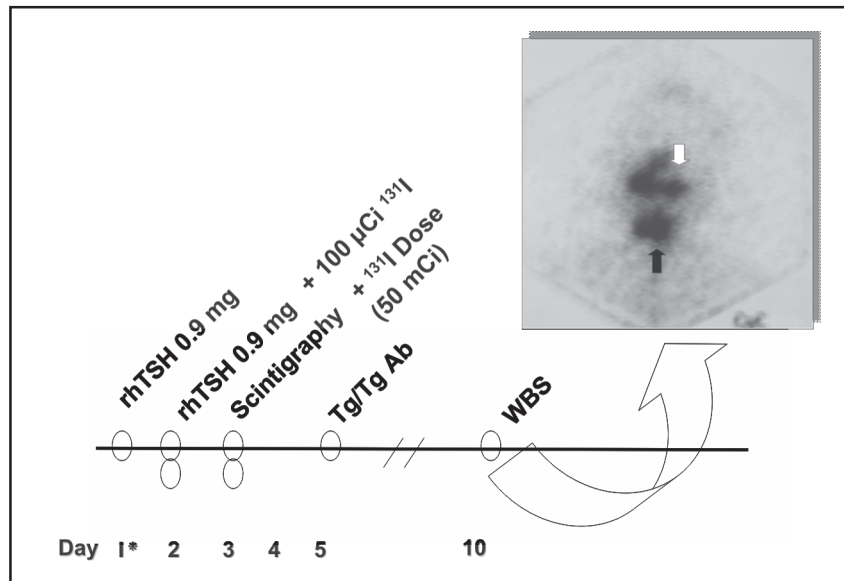 rhTSH 0.9 mg
rhTSH 0.9 mg + 100 µCi ¹³¹I
Scintigraphy + ¹³¹I Dose
(50 mCi)
Tg/Tg Ab
WBS
Day I* 2 3 4 5 10